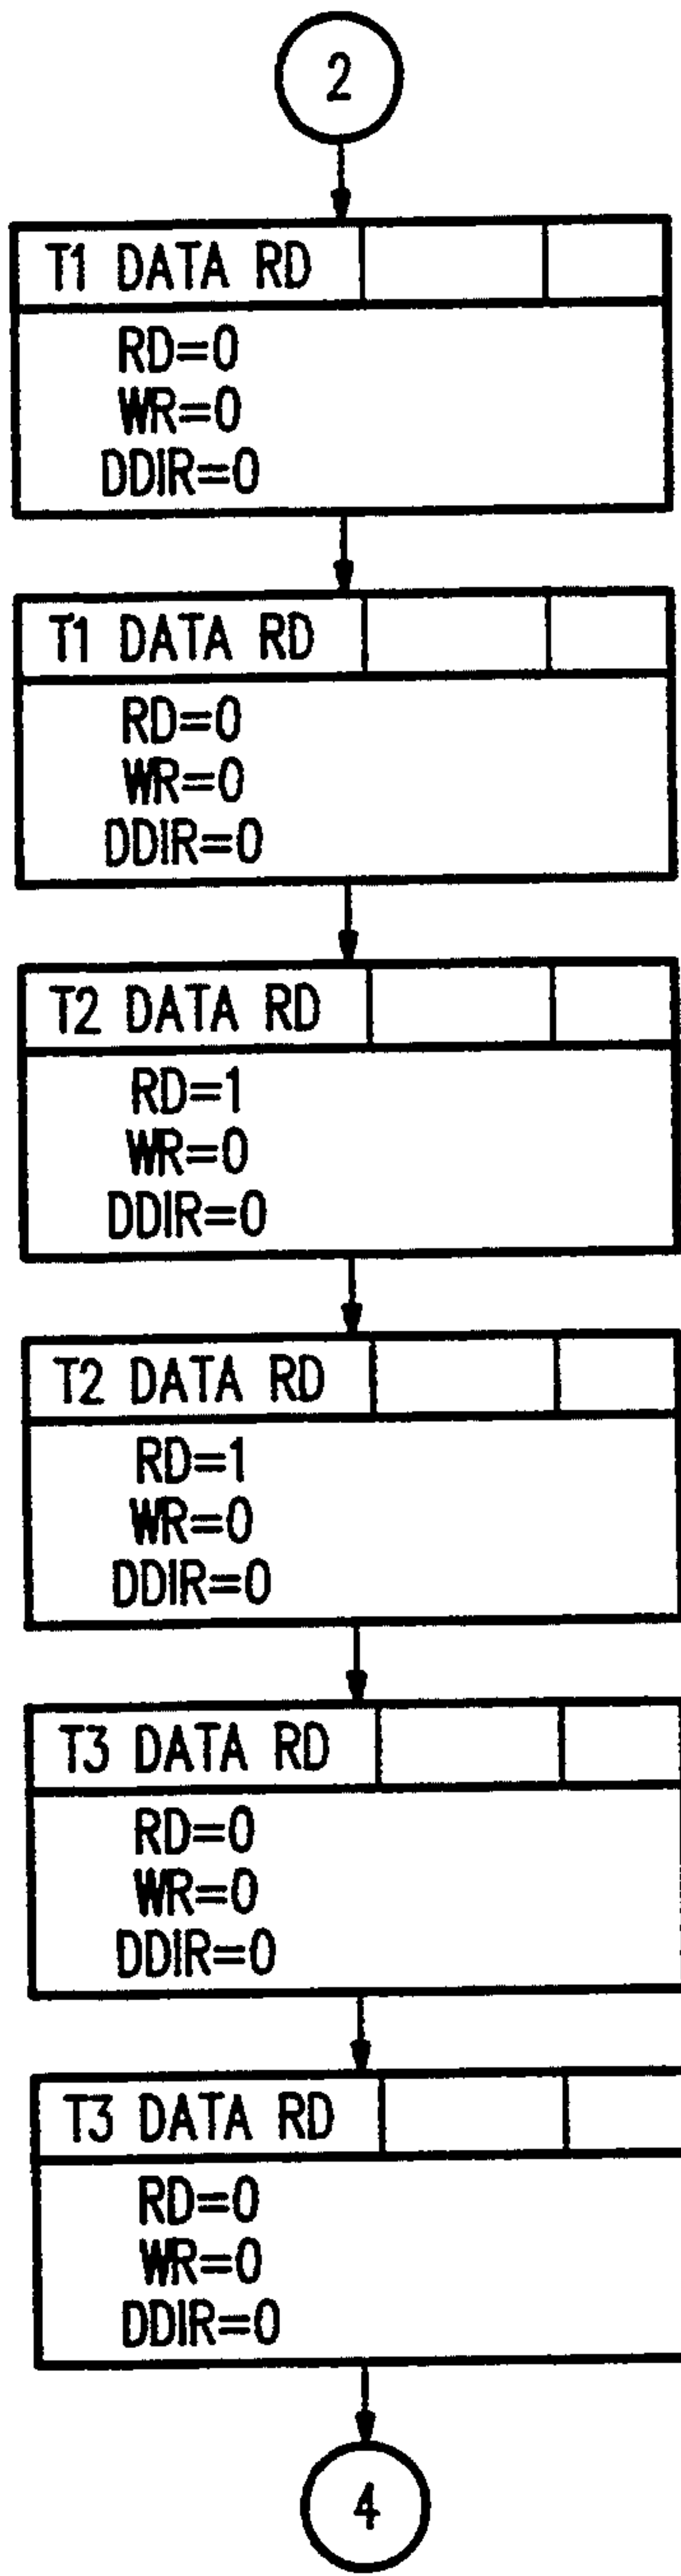 2
T1 DATA RD
RD=0
WR=0
DDIR=0
T1 DATA RD
RD=0
WR=0
DDIR=0
T2 DATA RD
RD=1
WR=0
DDIR=0
T2 DATA RD
RD=1
WR=0
DDIR=0
T3 DATA RD
RD=0
WR=0
DDIR=0
T3 DATA RD
RD=0
WR=0
DDIR=0
4